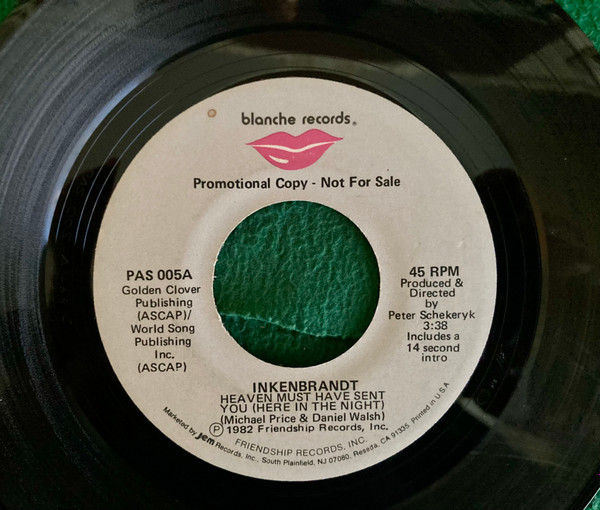 blanche records®
Promotional Copy - Not For Sale
PAS 005A
Golden Clover
Publishing
(ASCAP)/
World Song
Publishing
Inc.
(ASCAP)
45 RPM
Produced &
Directed
by
Peter Schekeryk
3:38
Includes a
14 second
intro
INKENBRANDT
HEAVEN MUST HAVE SENT
YOU (HERE IN THE NIGHT)
(Michael Price & Daniel Walsh)
℗ 1982 Friendship Records, Inc.
FRIENDSHIP RECORDS, INC.
Marketed by Jem Records, Inc., South Plainfield, NJ 07080, Reseda, CA 91335. Printed in U.S.A